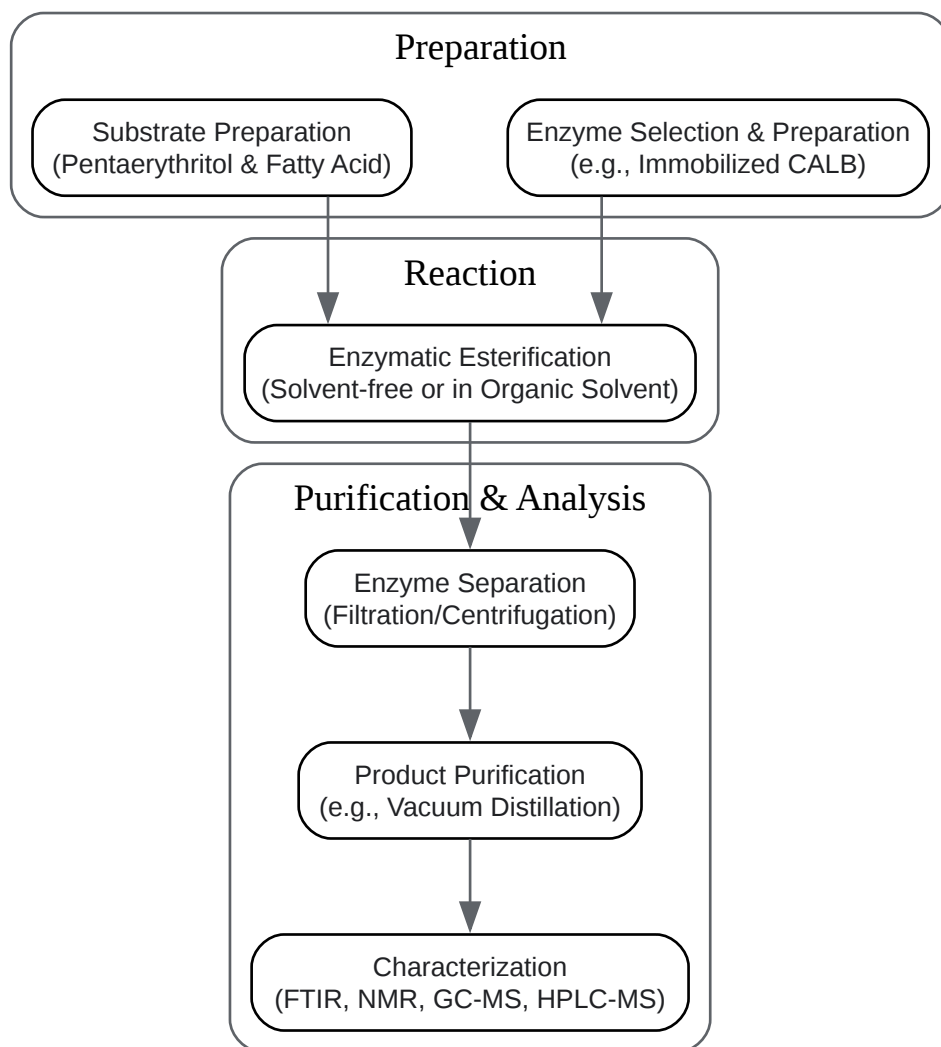 Preparation
Substrate Preparation
(Pentaerythritol & Fatty Acid)
Enzyme Selection & Preparation
(e.g., Immobilized CALB)
Reaction
Enzymatic Esterification
(Solvent-free or in Organic Solvent)
Purification & Analysis
Enzyme Separation
(Filtration/Centrifugation)
Product Purification
(e.g., Vacuum Distillation)
Characterization
(FTIR, NMR, GC-MS, HPLC-MS)